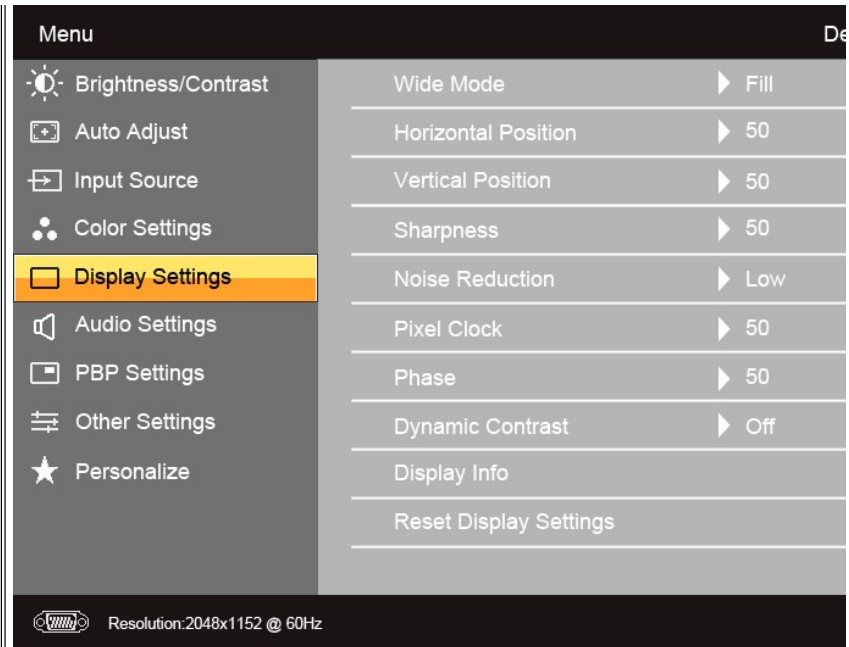 Menu De
Brightness/Contrast Wide Mode Fill
Auto Adjust Horizontal Position 50
Input Source Vertical Position 50
Color Settings Sharpness 50
Display Settings Noise Reduction Low
Audio Settings Pixel Clock 50
PBP Settings Phase 50
Other Settings Dynamic Contrast Off
Personalize Display Info
Reset Display Settings
Resolution:2048x1152 @ 60Hz